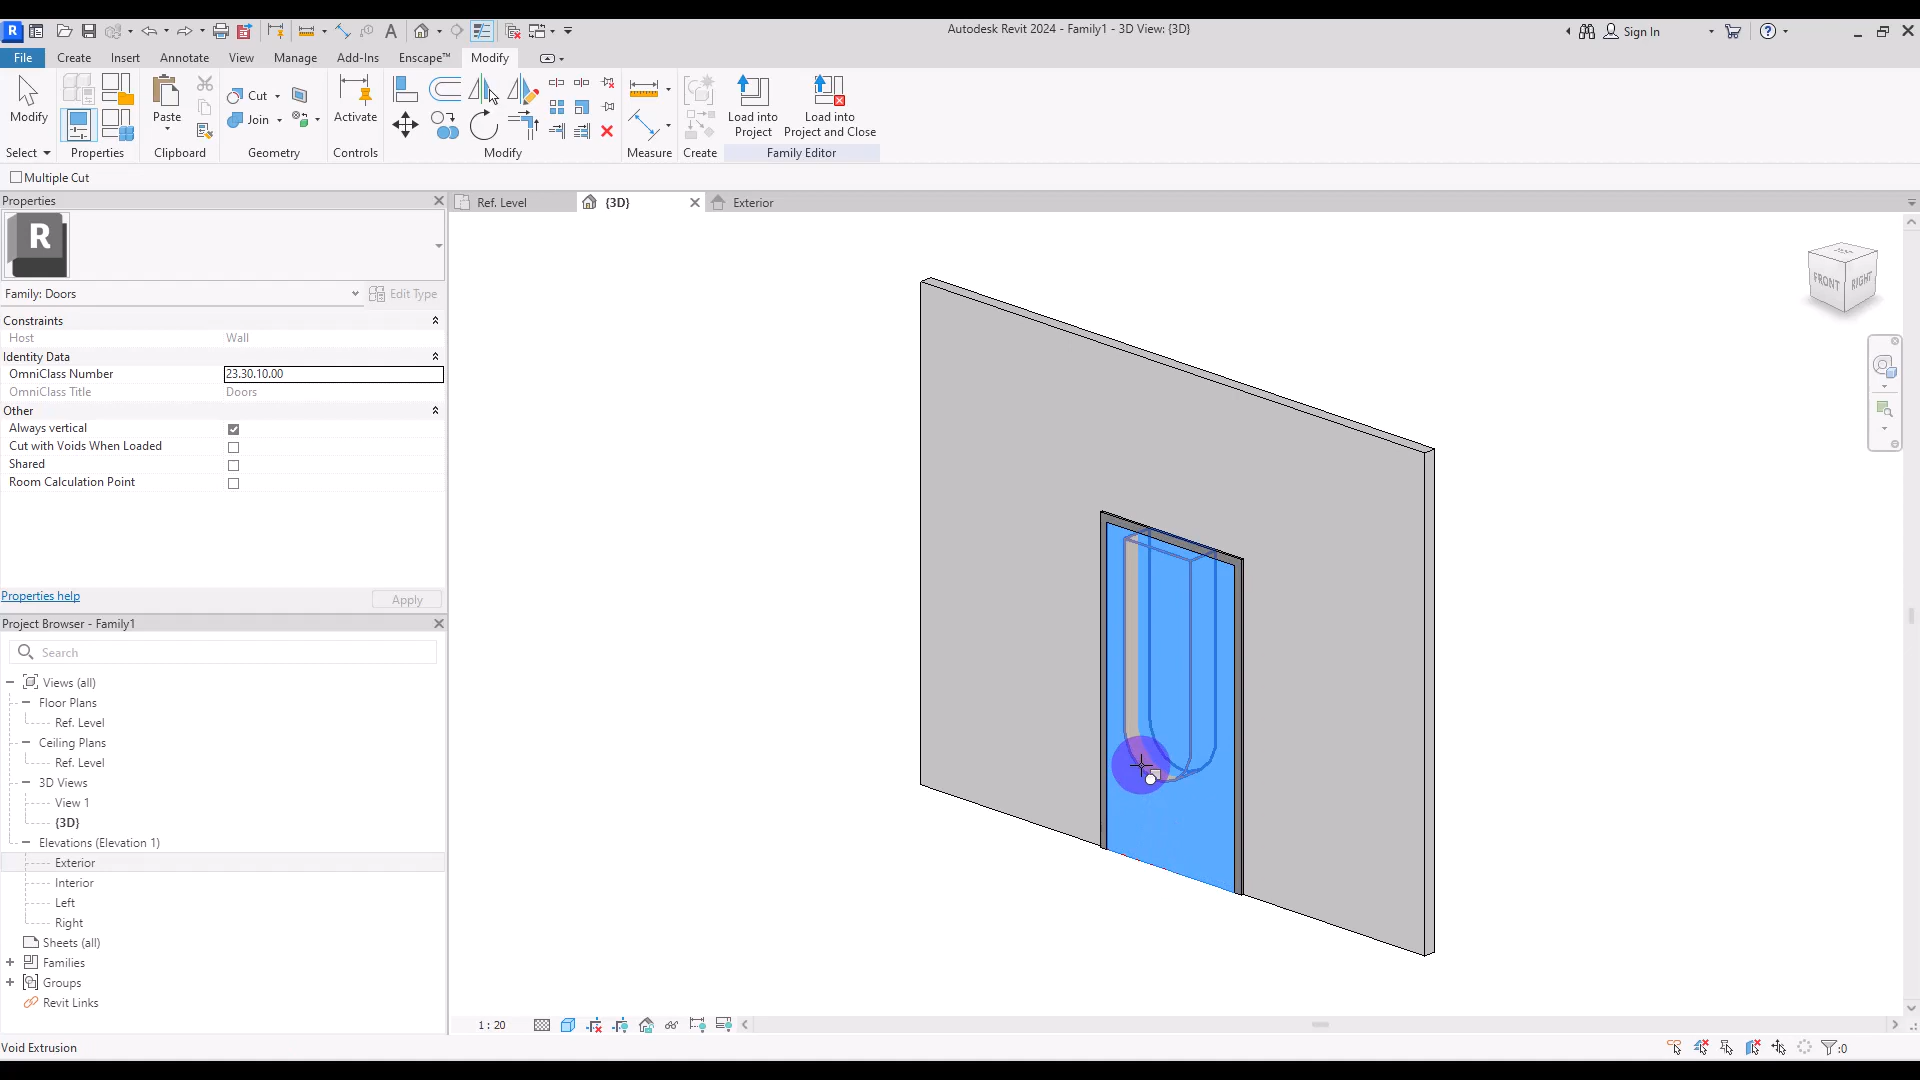 Autodesk Revit 2024 - Family1 - 3D View: {3D}
Sign In
File
Create
Insert
Annotate
View
Manage
Add-Ins
Enscape™
Modify
Modify
Paste
Cut
Join
Activate
Load into
Project
Load into
Project and Close
Select
Properties
Clipboard
Geometry
Controls
Modify
Measure
Create
Family Editor
Multiple Cut
Properties
Ref. Level
{3D}
Exterior
R
Family: Doors
Edit Type
Constraints
Host
Wall
Identity Data
OmniClass Number
23.30.10.00
OmniClass Title
Doors
Other
Always vertical
Cut with Voids When Loaded
Shared
Room Calculation Point
Properties help
Apply
Project Browser - Family1
Search
Views (all)
Floor Plans
Ref. Level
Ceiling Plans
Ref. Level
3D Views
View 1
{3D}
Elevations (Elevation 1)
Exterior
Interior
Left
Right
Sheets (all)
Families
Groups
Revit Links
FRONT
RIGHT
1 : 20
Void Extrusion
:0